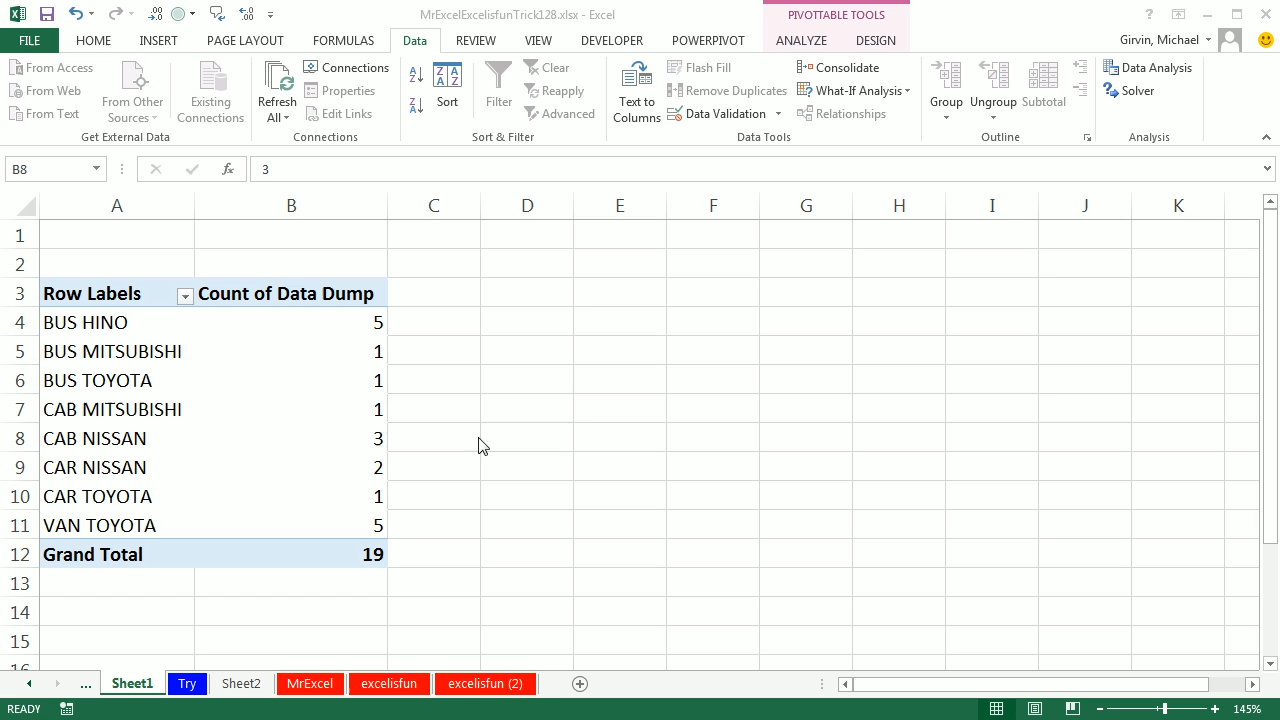 MrExcelExcelisfunTrick128.xlsx - Excel
PIVOTTABLE TOOLS
FILE HOME INSERT PAGE LAYOUT FORMULAS Data REVIEW VIEW DEVELOPER POWERPIVOT ANALYZE DESIGN Girvin, Michael
From Access
From Web
From Text
From Other Sources
Existing Connections
Get External Data
Refresh All
Connections
Properties
Edit Links
Connections
Sort
Filter
Clear
Reapply
Advanced
Sort & Filter
Text to Columns
Flash Fill
Remove Duplicates
Data Validation
Consolidate
What-If Analysis
Relationships
Data Tools
Group
Ungroup
Subtotal
Outline
Data Analysis
Solver
Analysis
B8 fx 3
A B C D E F G H I J K
1
2
3 Row Labels Count of Data Dump
4 BUS HINO 5
5 BUS MITSUBISHI 1
6 BUS TOYOTA 1
7 CAB MITSUBISHI 1
8 CAB NISSAN 3
9 CAR NISSAN 2
10 CAR TOYOTA 1
11 VAN TOYOTA 5
12 Grand Total 19
13
14
15
16
... Sheet1 Try Sheet2 MrExcel excelisfun excelisfun (2)
READY 145%